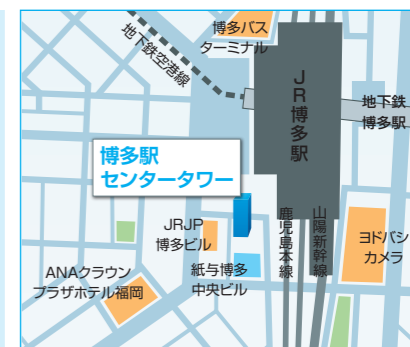 博多バス
ターミナル
地下鉄空港線
JR博多駅
地下鉄
博多駅
博多駅
センタータワー
JRJP
博多ビル
鹿児島本線
山陽新幹線
ヨドバシ
カメラ
紙与博多
中央ビル
ANAクラウン
プラザホテル福岡